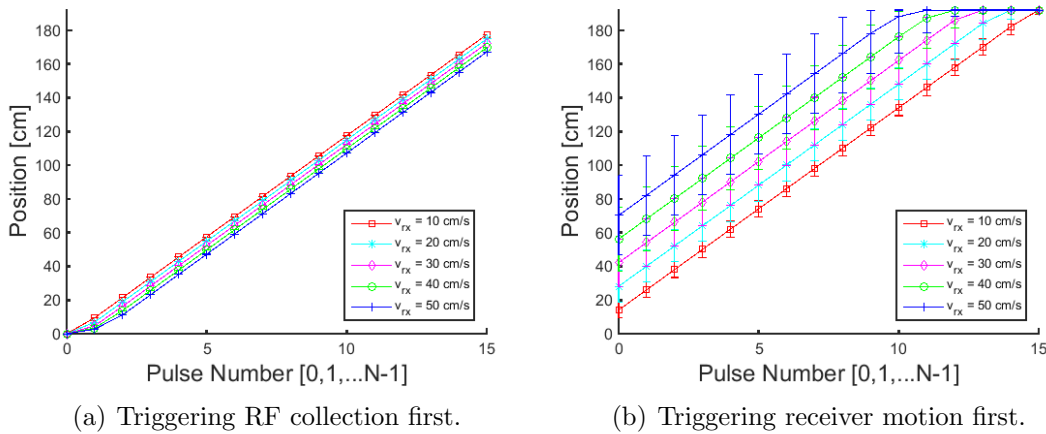 180
160
140
120
100
80
60
40
20
0
Position [cm]
0 5 10 15
Pulse Number [0,1,...N-1]
v_rx = 10 cm/s
v_rx = 20 cm/s
v_rx = 30 cm/s
v_rx = 40 cm/s
v_rx = 50 cm/s
(a) Triggering RF collection first.
180
160
140
120
100
80
60
40
20
0
Position [cm]
0 5 10 15
Pulse Number [0,1,...N-1]
v_rx = 10 cm/s
v_rx = 20 cm/s
v_rx = 30 cm/s
v_rx = 40 cm/s
v_rx = 50 cm/s
(b) Triggering receiver motion first.